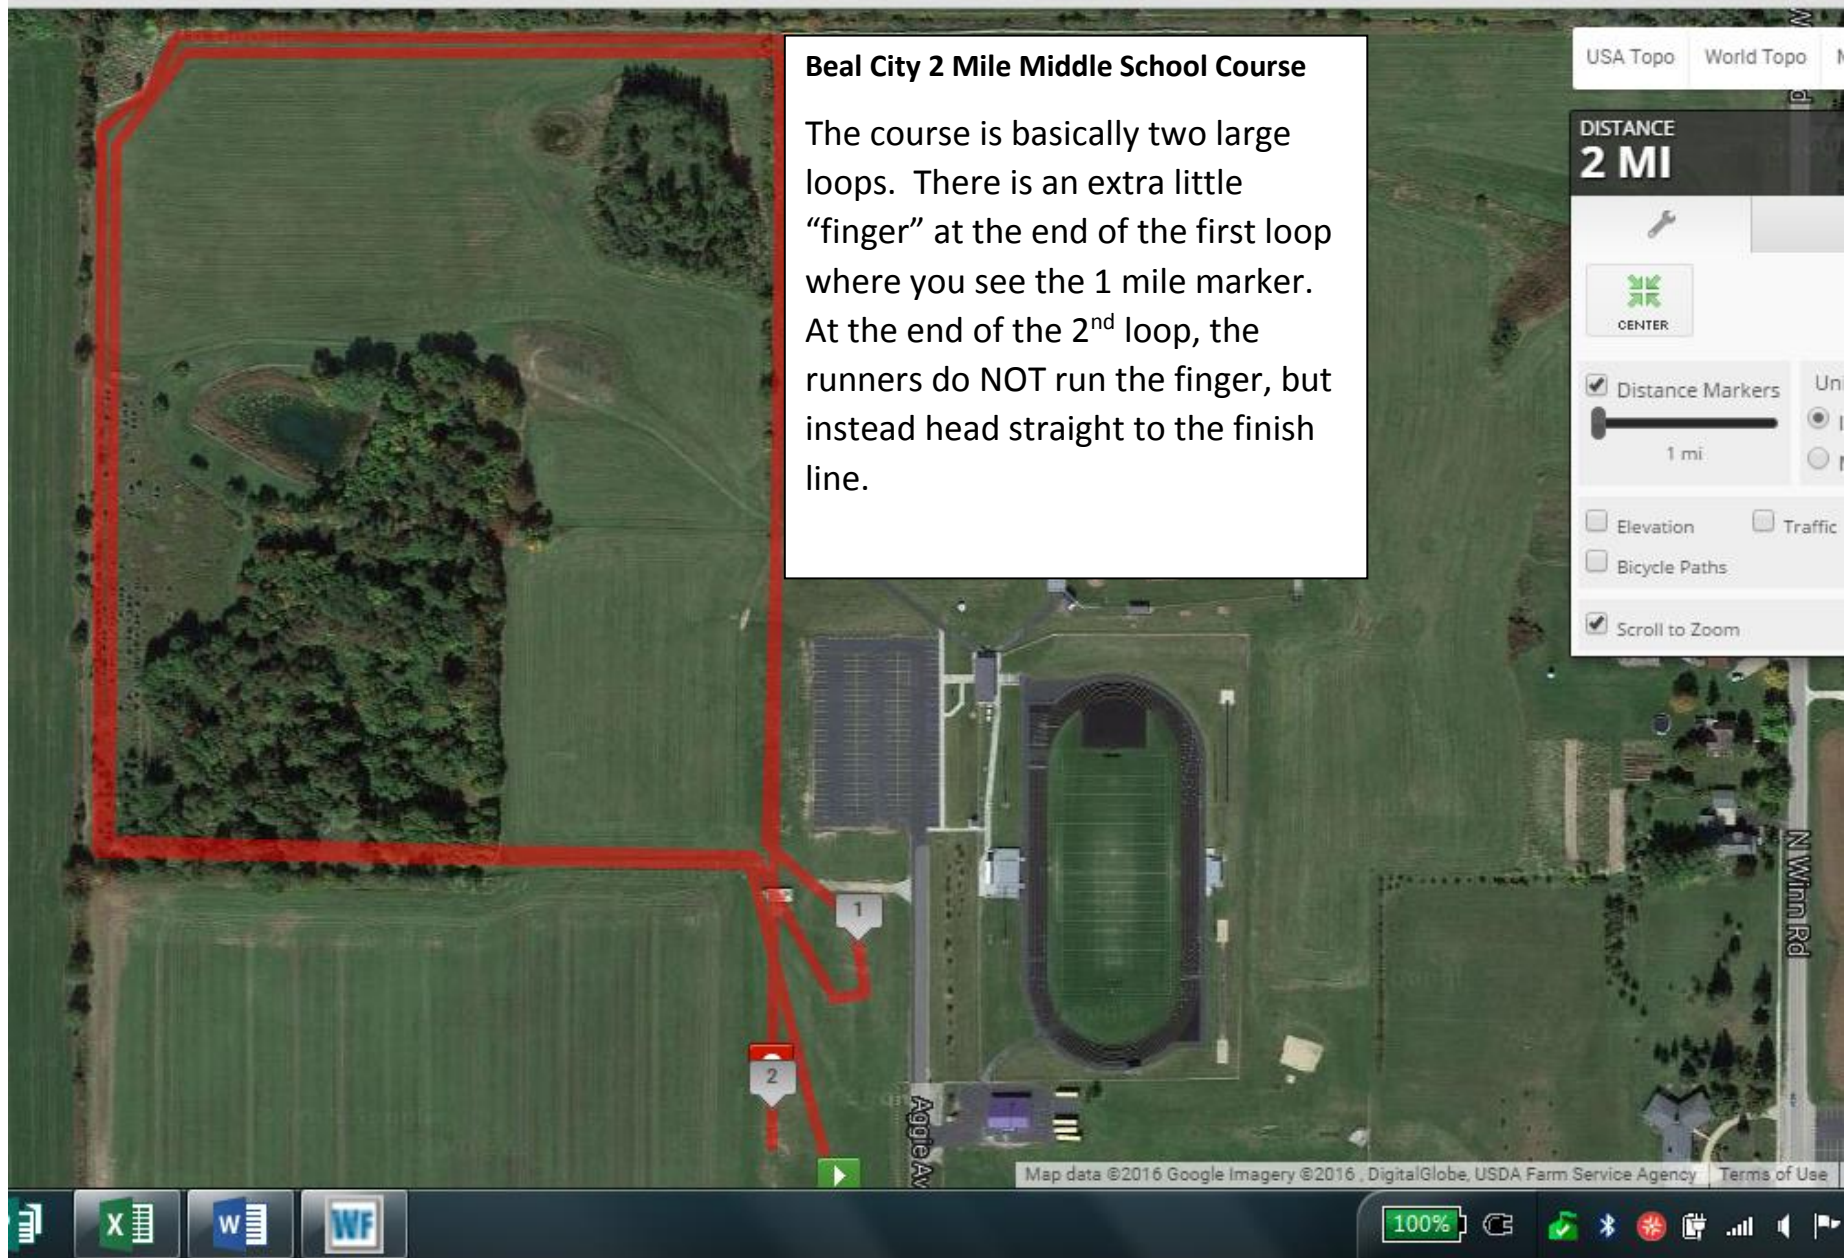 Beal City 2 Mile Middle School Course
The course is basically two large
loops. There is an extra little
“finger” at the end of the first loop
where you see the 1 mile marker.
At the end of the 2nd loop, the
runners do NOT run the finger, but
instead head straight to the finish
line.
USA Topo World Topo
DISTANCE
2 MI
CENTER
Distance Markers
1 mi
Elevation Traffic
Bicycle Paths
Scroll to Zoom
1
2
N Winn Rd
Aggie Av
Map data ©2016 Google Imagery ©2016 , DigitalGlobe, USDA Farm Service Agency Terms of Use
X W WF
100%